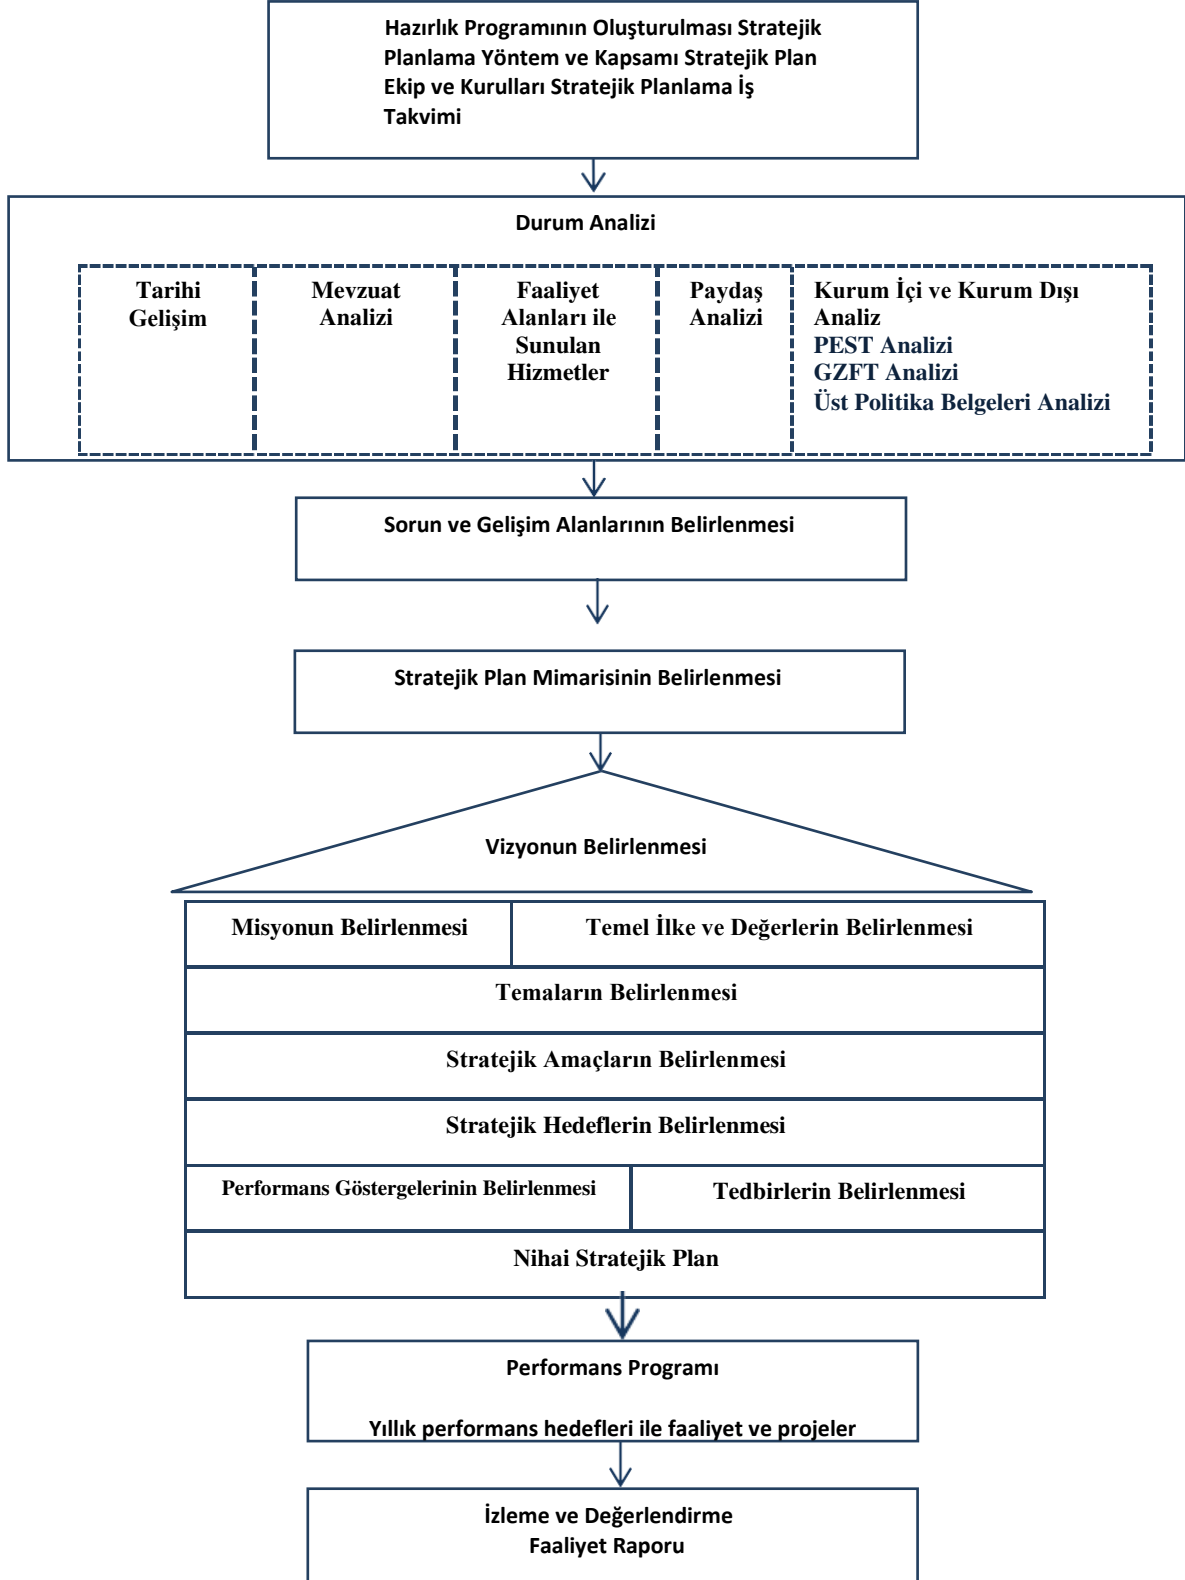 Hazırlık Programının Oluşturulması Stratejik
Planlama Yöntem ve Kapsamı Stratejik Plan
Ekip ve Kurulları Stratejik Planlama İş
Takvimi
Durum Analizi
Tarihi
Gelişim
Mevzuat
Analizi
Faaliyet
Alanları ile
Sunulan
Hizmetler
Paydaş
Analizi
Kurum İçi ve Kurum Dışı
Analiz
PEST Analizi
GZFT Analizi
Üst Politika Belgeleri Analizi
Sorun ve Gelişim Alanlarının Belirlenmesi
Stratejik Plan Mimarisinin Belirlenmesi
Vizyonun Belirlenmesi
Misyonun Belirlenmesi
Temel İlke ve Değerlerin Belirlenmesi
Temaların Belirlenmesi
Stratejik Amaçların Belirlenmesi
Stratejik Hedeflerin Belirlenmesi
Performans Göstergelerinin Belirlenmesi
Tedbirlerin Belirlenmesi
Nihai Stratejik Plan
Performans Programı
Yıllık performans hedefleri ile faaliyet ve projeler
İzleme ve Değerlendirme
Faaliyet Raporu